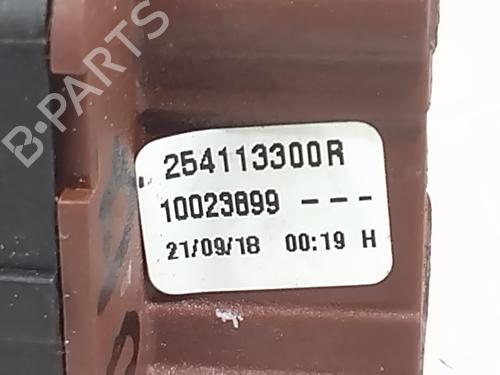 B-PARTS
254113300R
10023899 ---
21/09/18 00:19 H